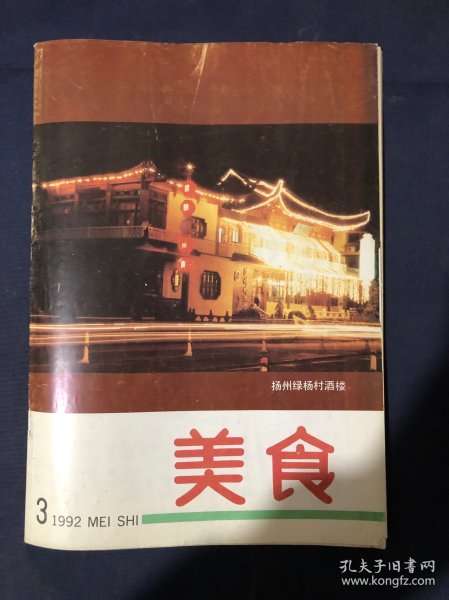 扬州绿杨村酒楼
美食
3 1992 MEI SHI
孔夫子旧书网
www.kongfz.com